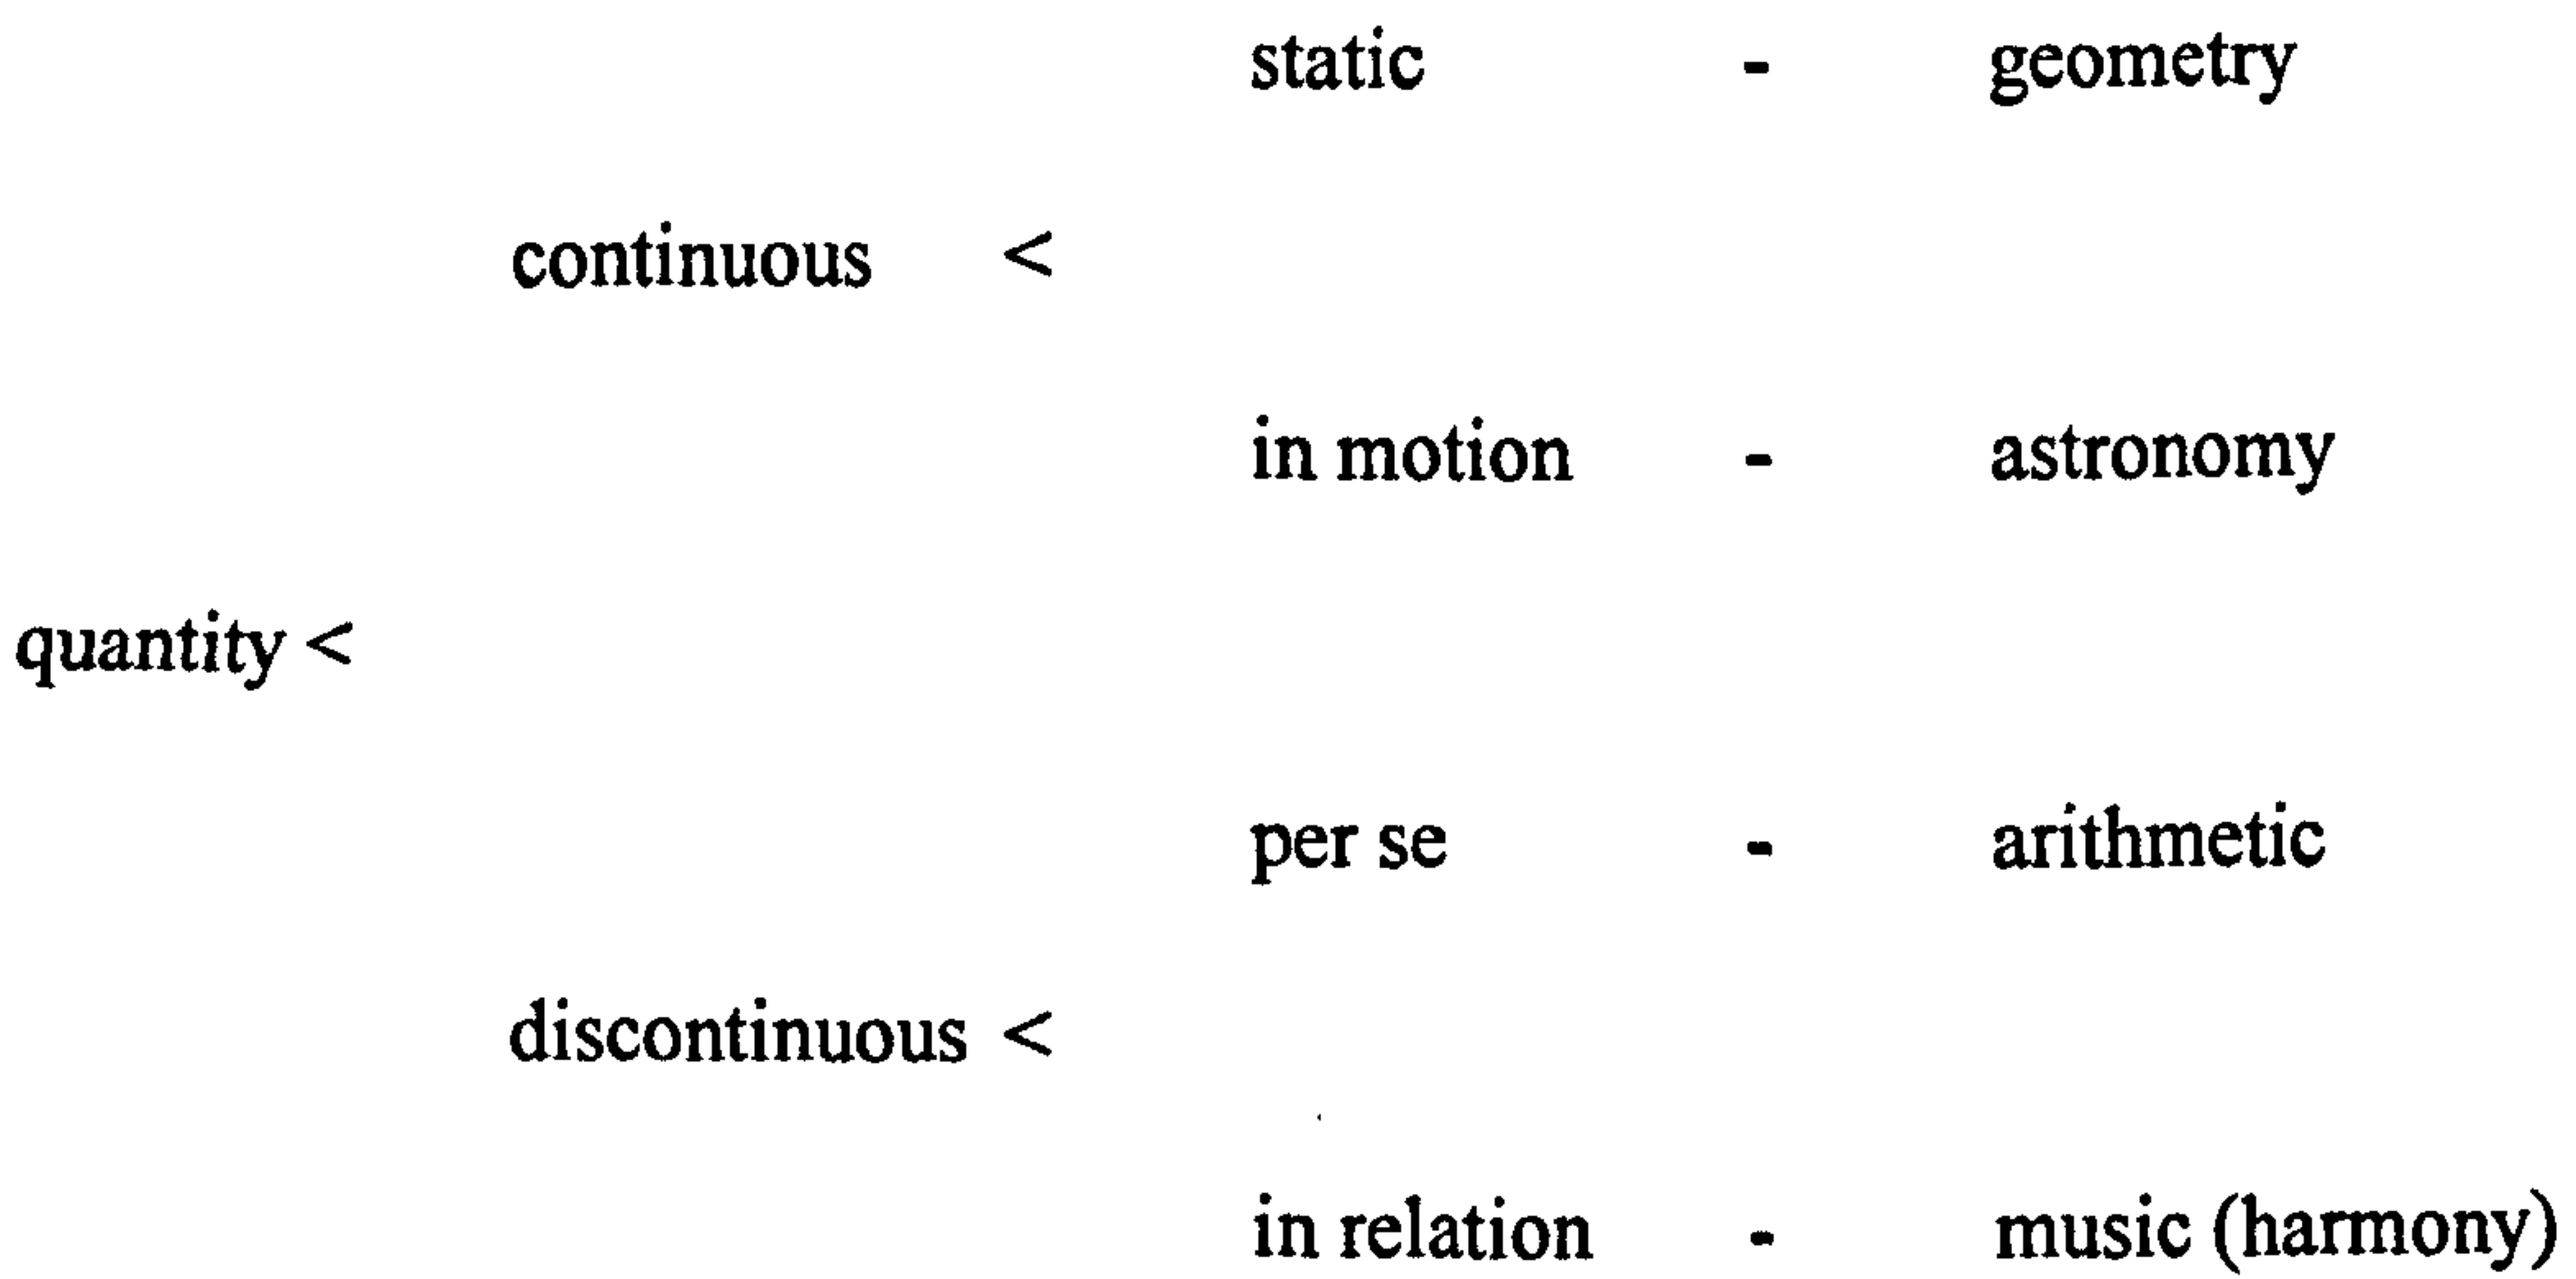 static - geometry
continuous <
in motion - astronomy
quantity <
per se - arithmetic
discontinuous <
in relation - music (harmony)